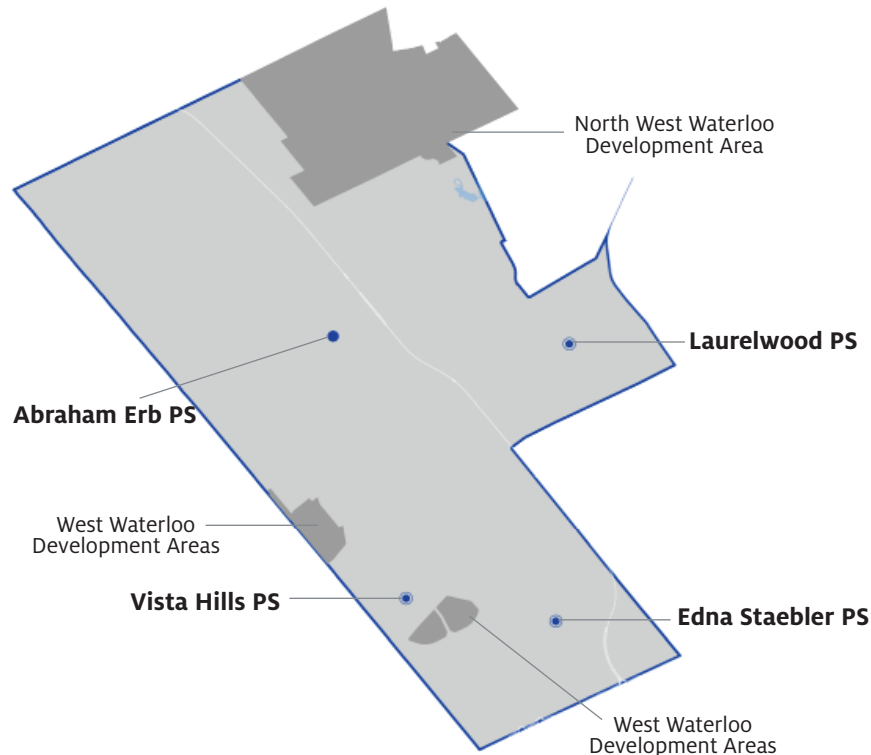 North West Waterloo
Development Area
Laurelwood PS
Abraham Erb PS
West Waterloo
Development Areas
Vista Hills PS
Edna Staebler PS
West Waterloo
Development Areas